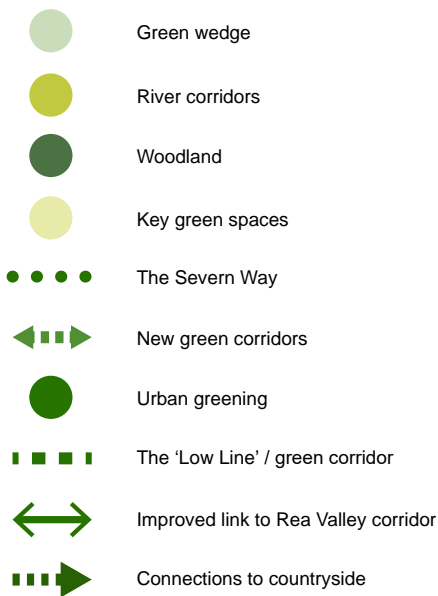 Green wedge
River corridors
Woodland
Key green spaces
The Severn Way
New green corridors
Urban greening
The ‘Low Line’ / green corridor
Improved link to Rea Valley corridor
Connections to countryside